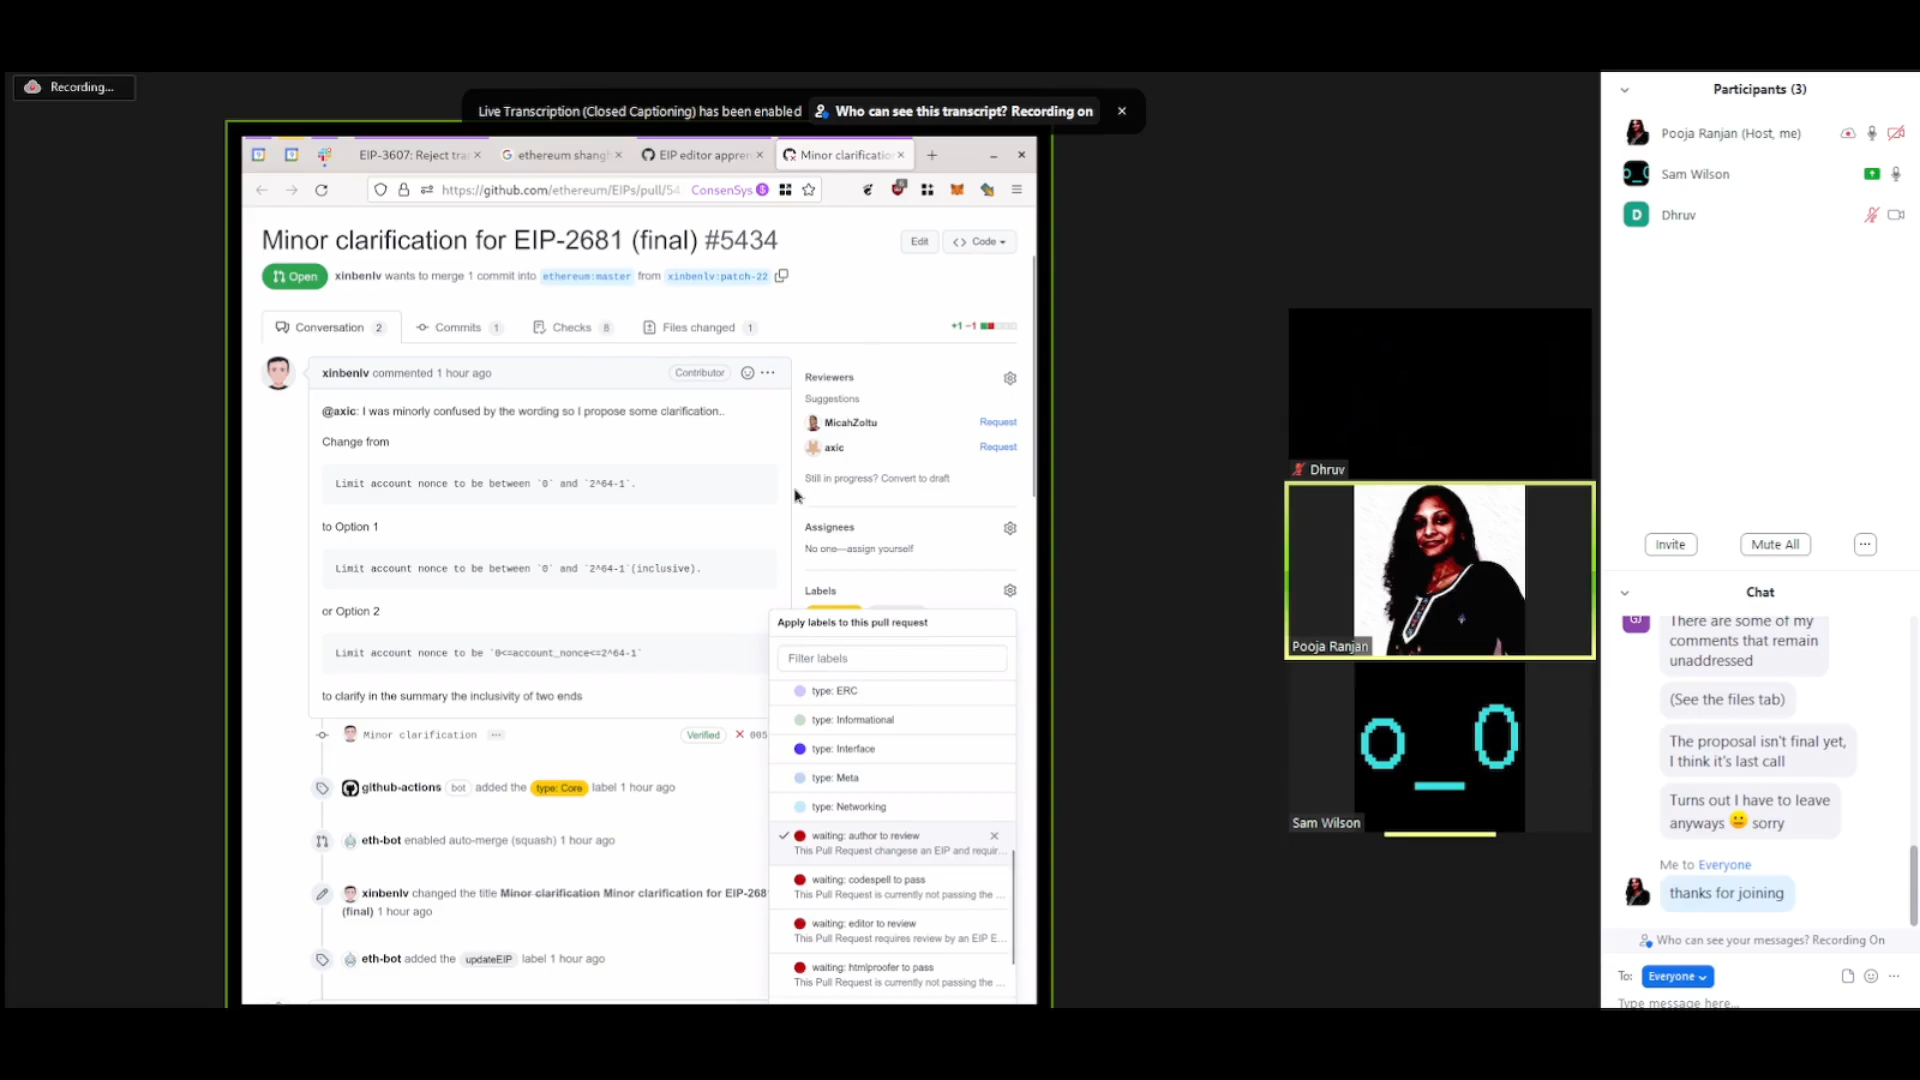 Recording...
Live Transcription (Closed Captioning) has been enabled
Who can see this transcript? Recording on
EIP-3607: Reject tra
ethereum shangh
EIP editor appren
Minor clarificatio
https://github.com/ethereum/EIPs/pull/54
ConsenSys
Minor clarification for EIP-2681 (final) #5434
Edit
Code
Open
xinbenlv wants to merge 1 commit into ethereum:master from xinbenlv:patch-22
Conversation 2
Commits 1
Checks 8
Files changed 1
+1 −1
xinbenlv commented 1 hour ago
Contributor
@axic: I was minorly confused by the wording so I propose some clarification..
Change from
Limit account nonce to be between `0` and `2^64-1`.
to Option 1
Limit account nonce to be between `0` and `2^64-1`(inclusive).
or Option 2
Limit account nonce to be `0<=account_nonce<=2^64-1`
to clarify in the summary the inclusivity of two ends
Minor clarification
Verified
005
github-actions bot added the type: Core label 1 hour ago
eth-bot enabled auto-merge (squash) 1 hour ago
xinbenlv changed the title Minor clarification Minor clarification for EIP-268
(final) 1 hour ago
eth-bot added the updateEIP label 1 hour ago
Reviewers
Suggestions
MicahZoltu
Request
axic
Request
Still in progress? Convert to draft
Assignees
No one—assign yourself
Labels
Apply labels to this pull request
Filter labels
type: ERC
type: Informational
type: Interface
type: Meta
type: Networking
waiting: author to review
This Pull Request changese an EIP and requir...
waiting: codespell to pass
This Pull Request is currently not passing the ...
waiting: editor to review
This Pull Request requires review by an EIP E...
waiting: htmlproofer to pass
This Pull Request is currently not passing the ...
Dhruv
Pooja Ranjan
Sam Wilson
Participants (3)
Pooja Ranjan (Host, me)
Sam Wilson
D
Dhruv
Invite
Mute All
Chat
GJ
There are some of my
comments that remain
unaddressed
(See the files tab)
The proposal isn't final yet,
I think it's last call
Turns out I have to leave
anyways 😐 sorry
Me to Everyone
thanks for joining
Who can see your messages? Recording On
To:
Everyone
Type message here...